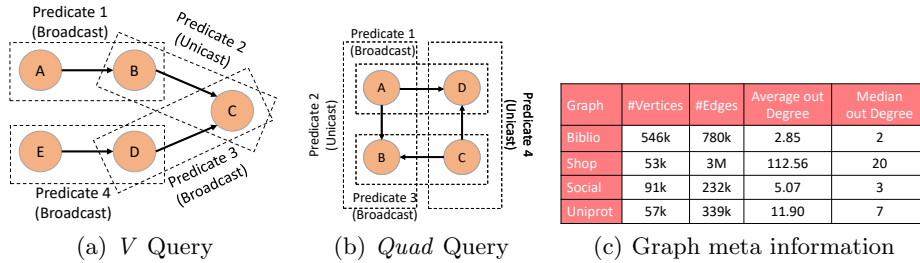 Predicate 1
(Broadcast)
Predicate 2
(Unicast)
A
B
C
E
D
Predicate 3
(Broadcast)
Predicate 4
(Broadcast)
(a) V Query
Predicate 1
(Broadcast)
Predicate 2
(Unicast)
A
D
B
C
Predicate 4
(Unicast)
Predicate 3
(Broadcast)
(b) Quad Query
Graph #Vertices #Edges Average out Degree Median out Degree
Biblio 546k 780k 2.85 2
Shop 53k 3M 112.56 20
Social 91k 232k 5.07 3
Uniprot 57k 339k 11.90 7
(c) Graph meta information